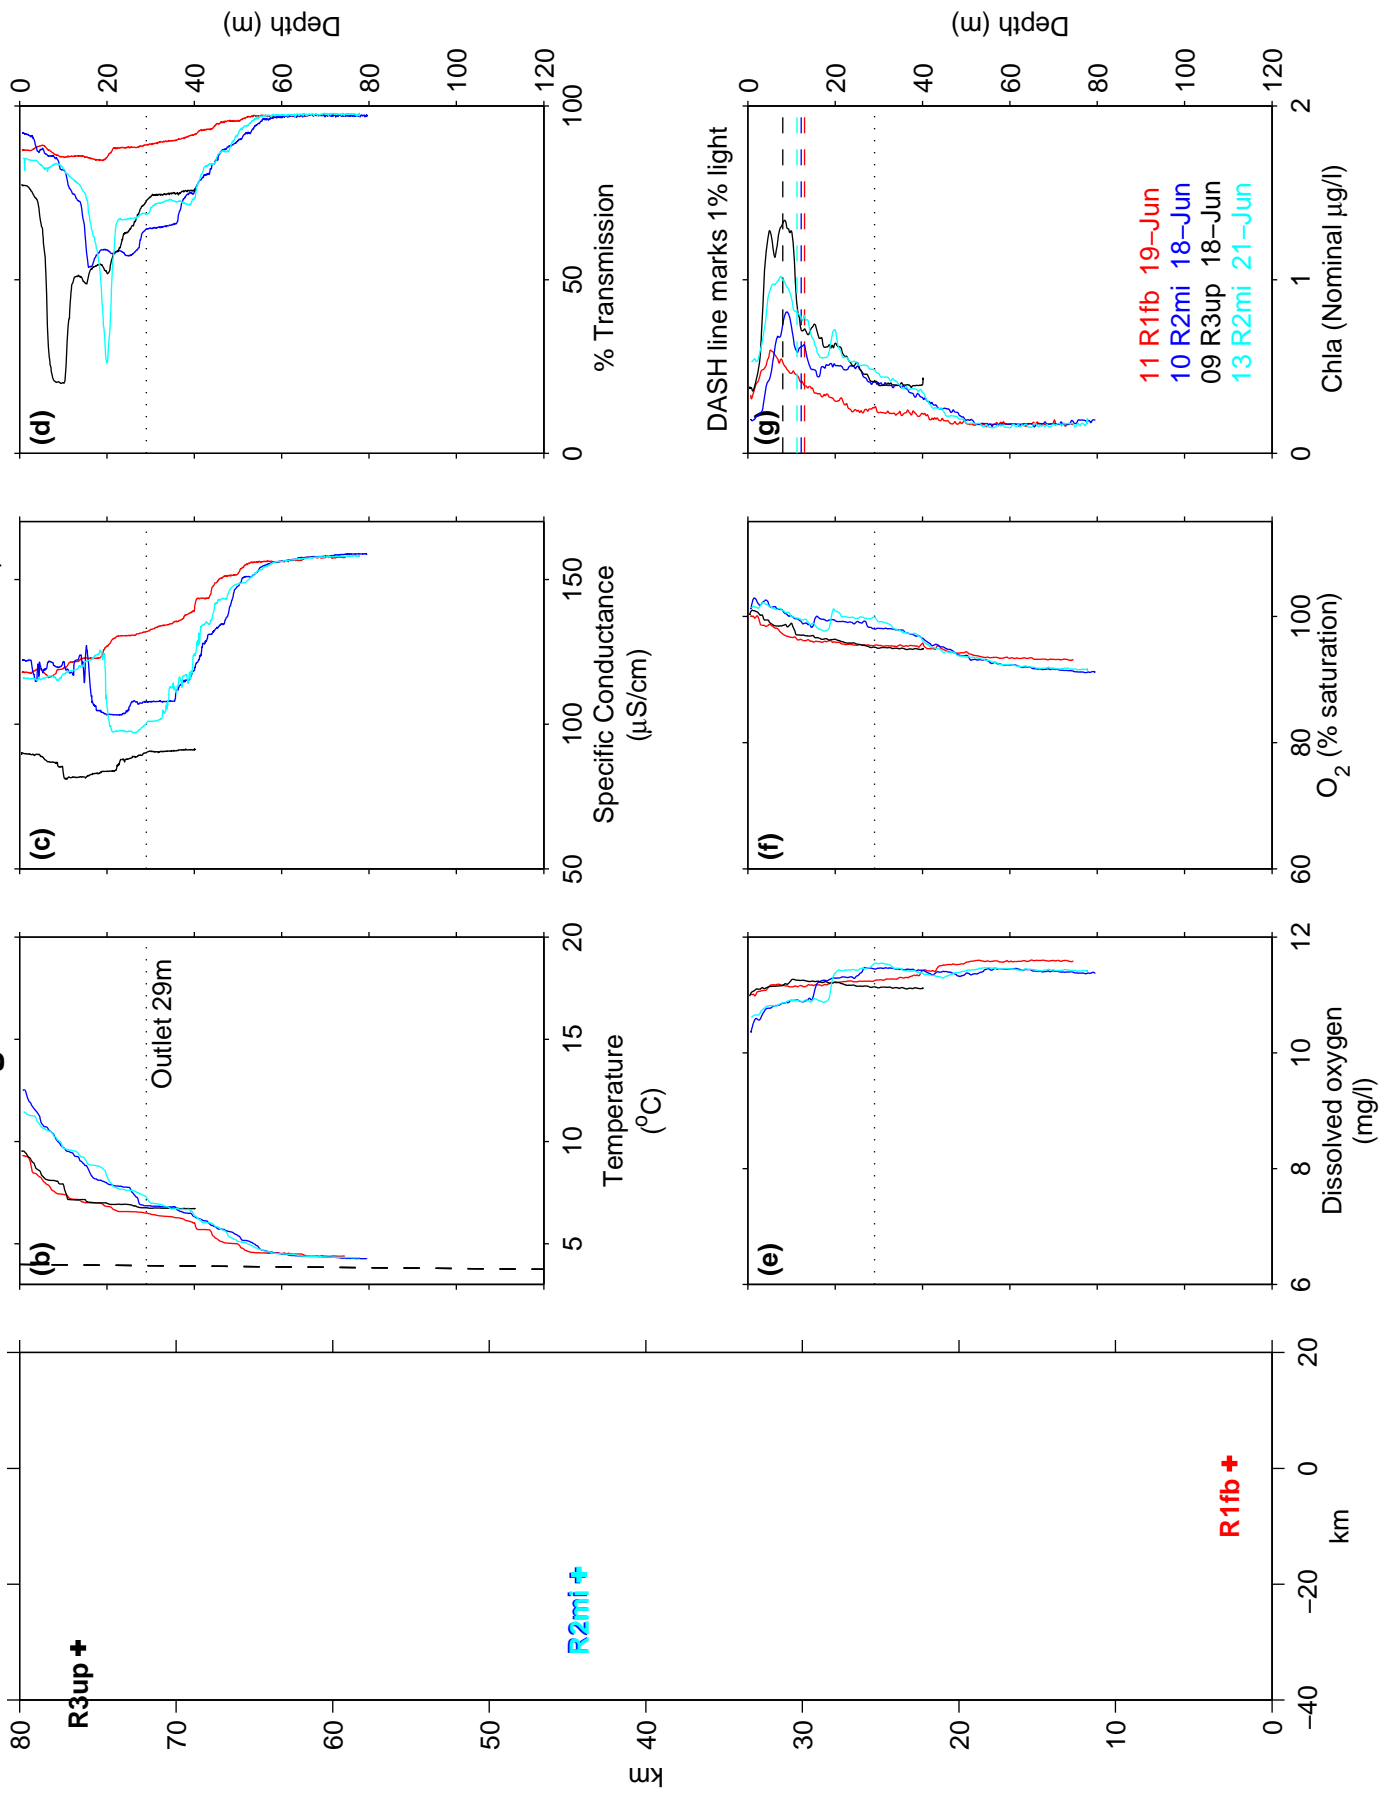 80
70
60
50
40
30
20
10
0
km
−40
−20
0
20
km
R3up
R2mi
R1fb
(b)
5
10
15
20
Temperature
(°C)
Outlet 29m
(c)
50
100
150
Specific Conductance
(µS/cm)
(d)
0
50
100
% Transmission
0
20
40
60
80
100
120
Depth (m)
(e)
6
8
10
12
Dissolved oxygen
(mg/l)
(f)
60
80
100
O2 (% saturation)
DASH line marks 1% light
(g)
11 R1fb 19−Jun
10 R2mi 18−Jun
09 R3up 18−Jun
13 R2mi 21−Jun
0
1
2
Chla (Nominal µg/l)
0
20
40
60
80
100
120
Depth (m)